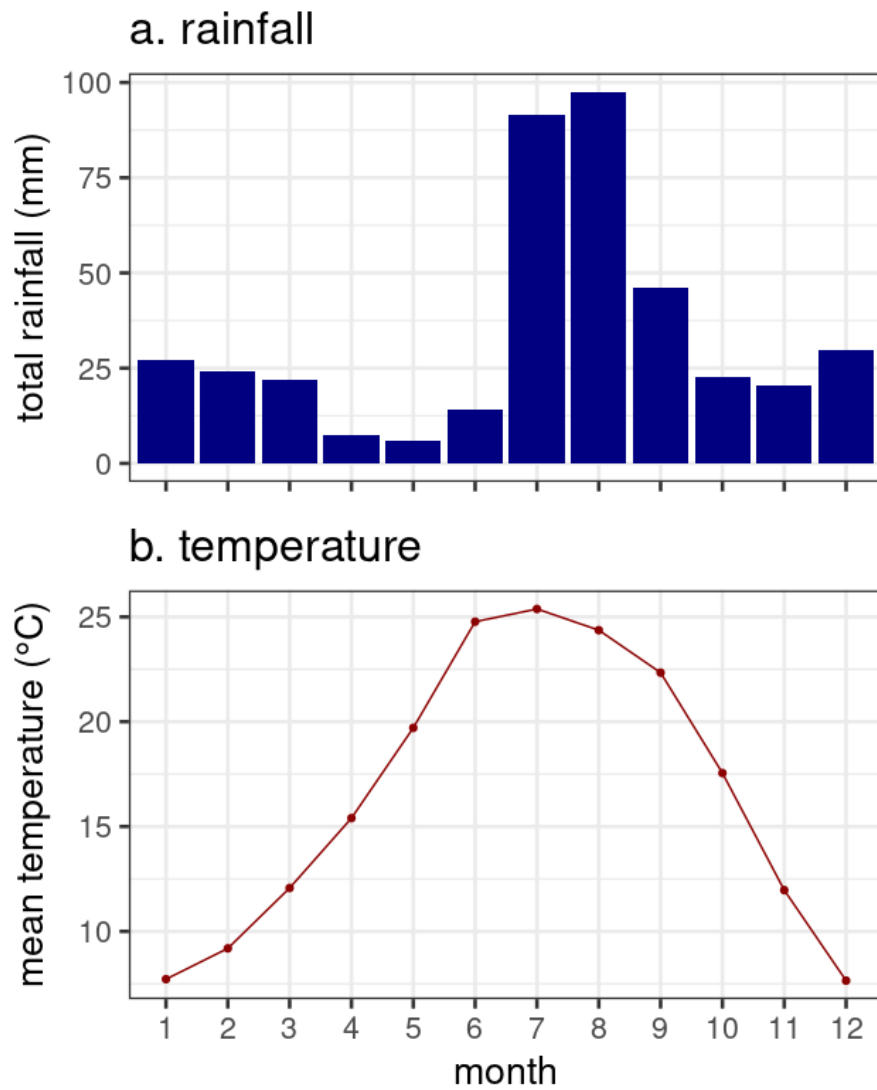 a. rainfall
total rainfall (mm)
100
75
50
25
0
b. temperature
mean temperature (°C)
25
20
15
10
1 2 3 4 5 6 7 8 9 10 11 12
month